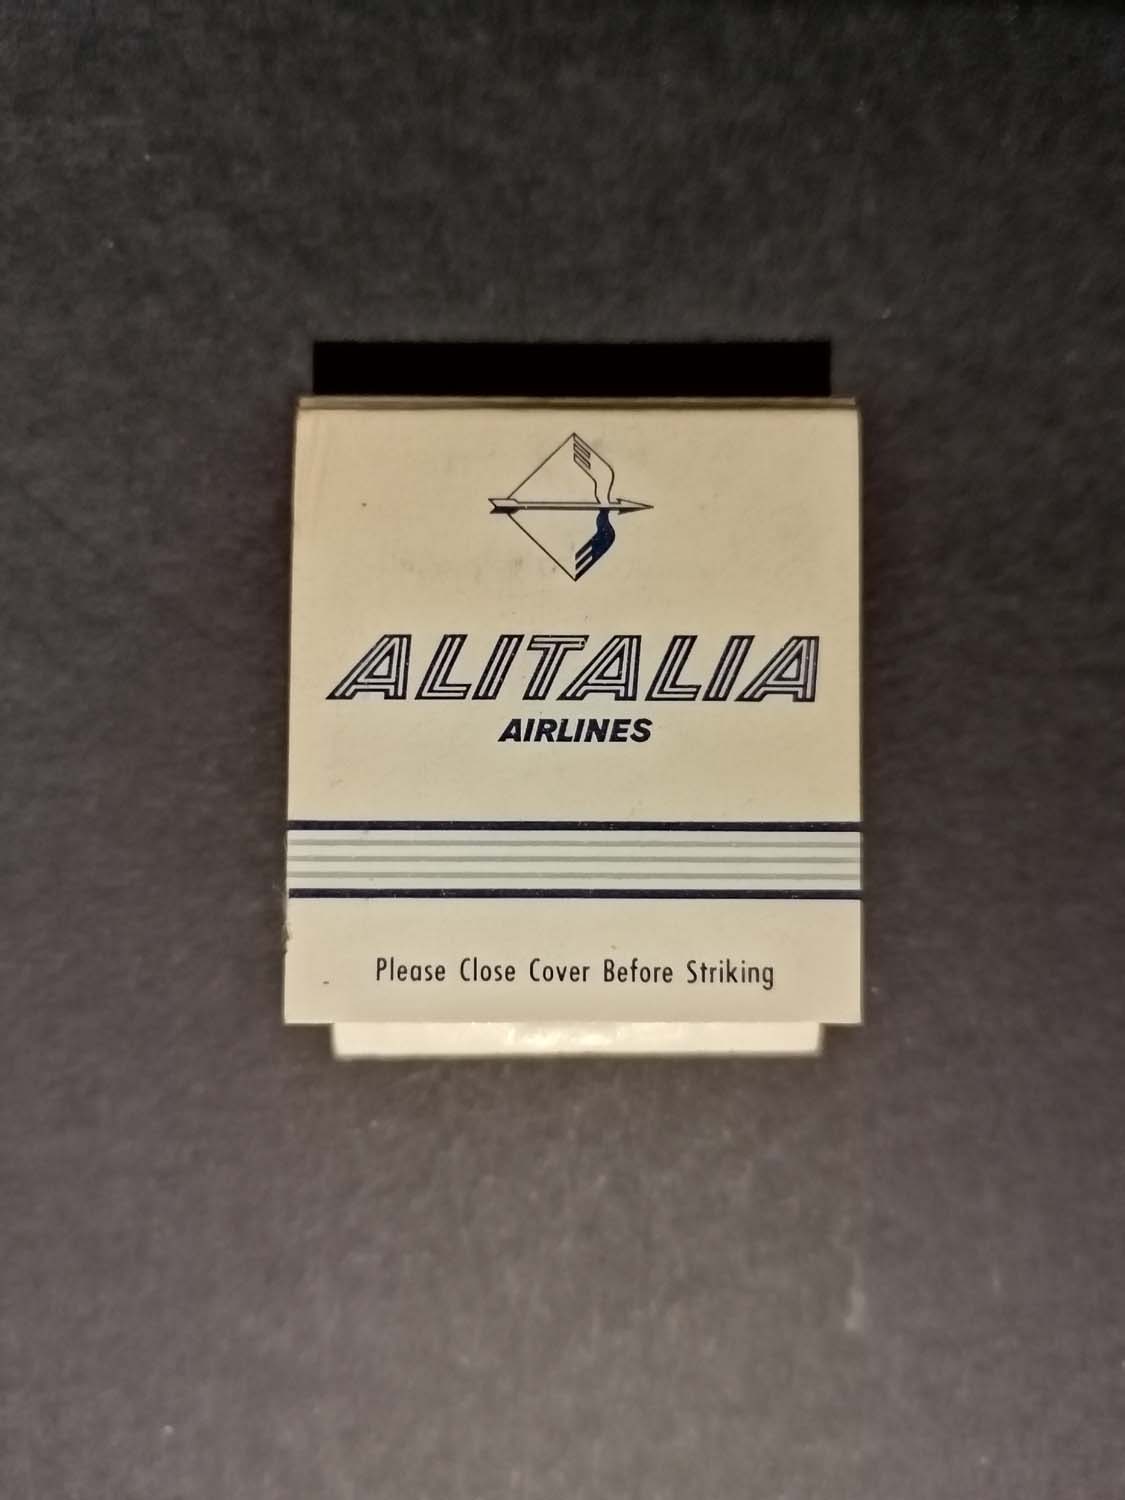 ALITALIA
AIRLINES
Please Close Cover Before Striking